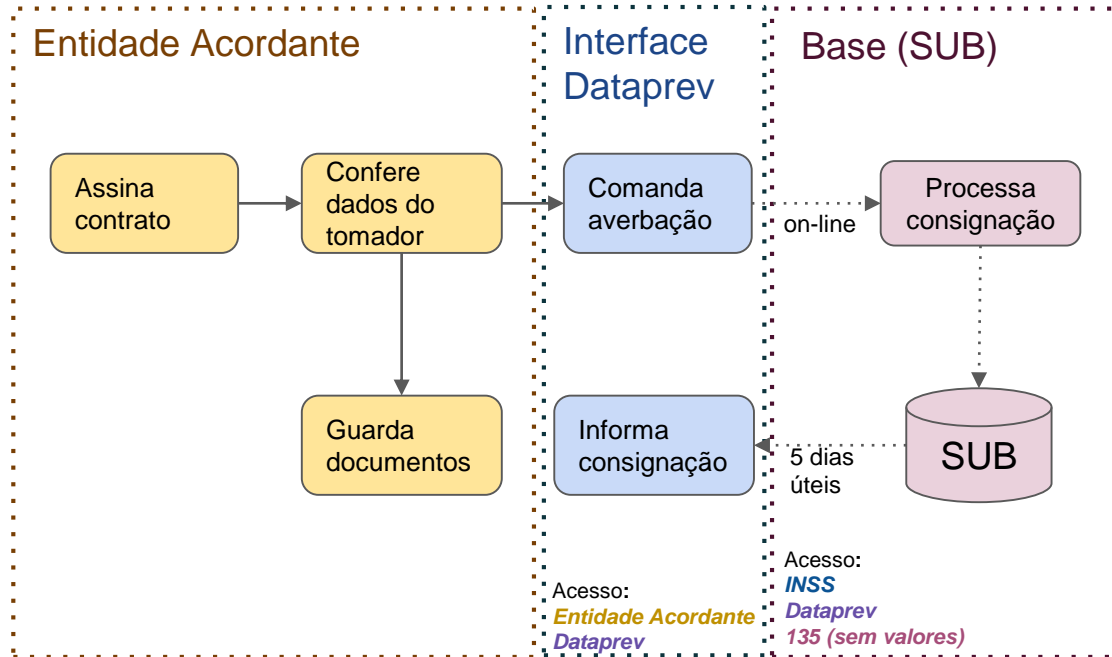 Entidade Acordante
Interface
Dataprev
Base (SUB)
Assina
contrato
Confere
dados do
tomador
Comanda
averbação
on-line
Processa
consignação
Guarda
documentos
Informa
consignação
5 dias
úteis
SUB
Acesso:
Entidade Acordante
Dataprev
Acesso:
INSS
Dataprev
135 (sem valores)